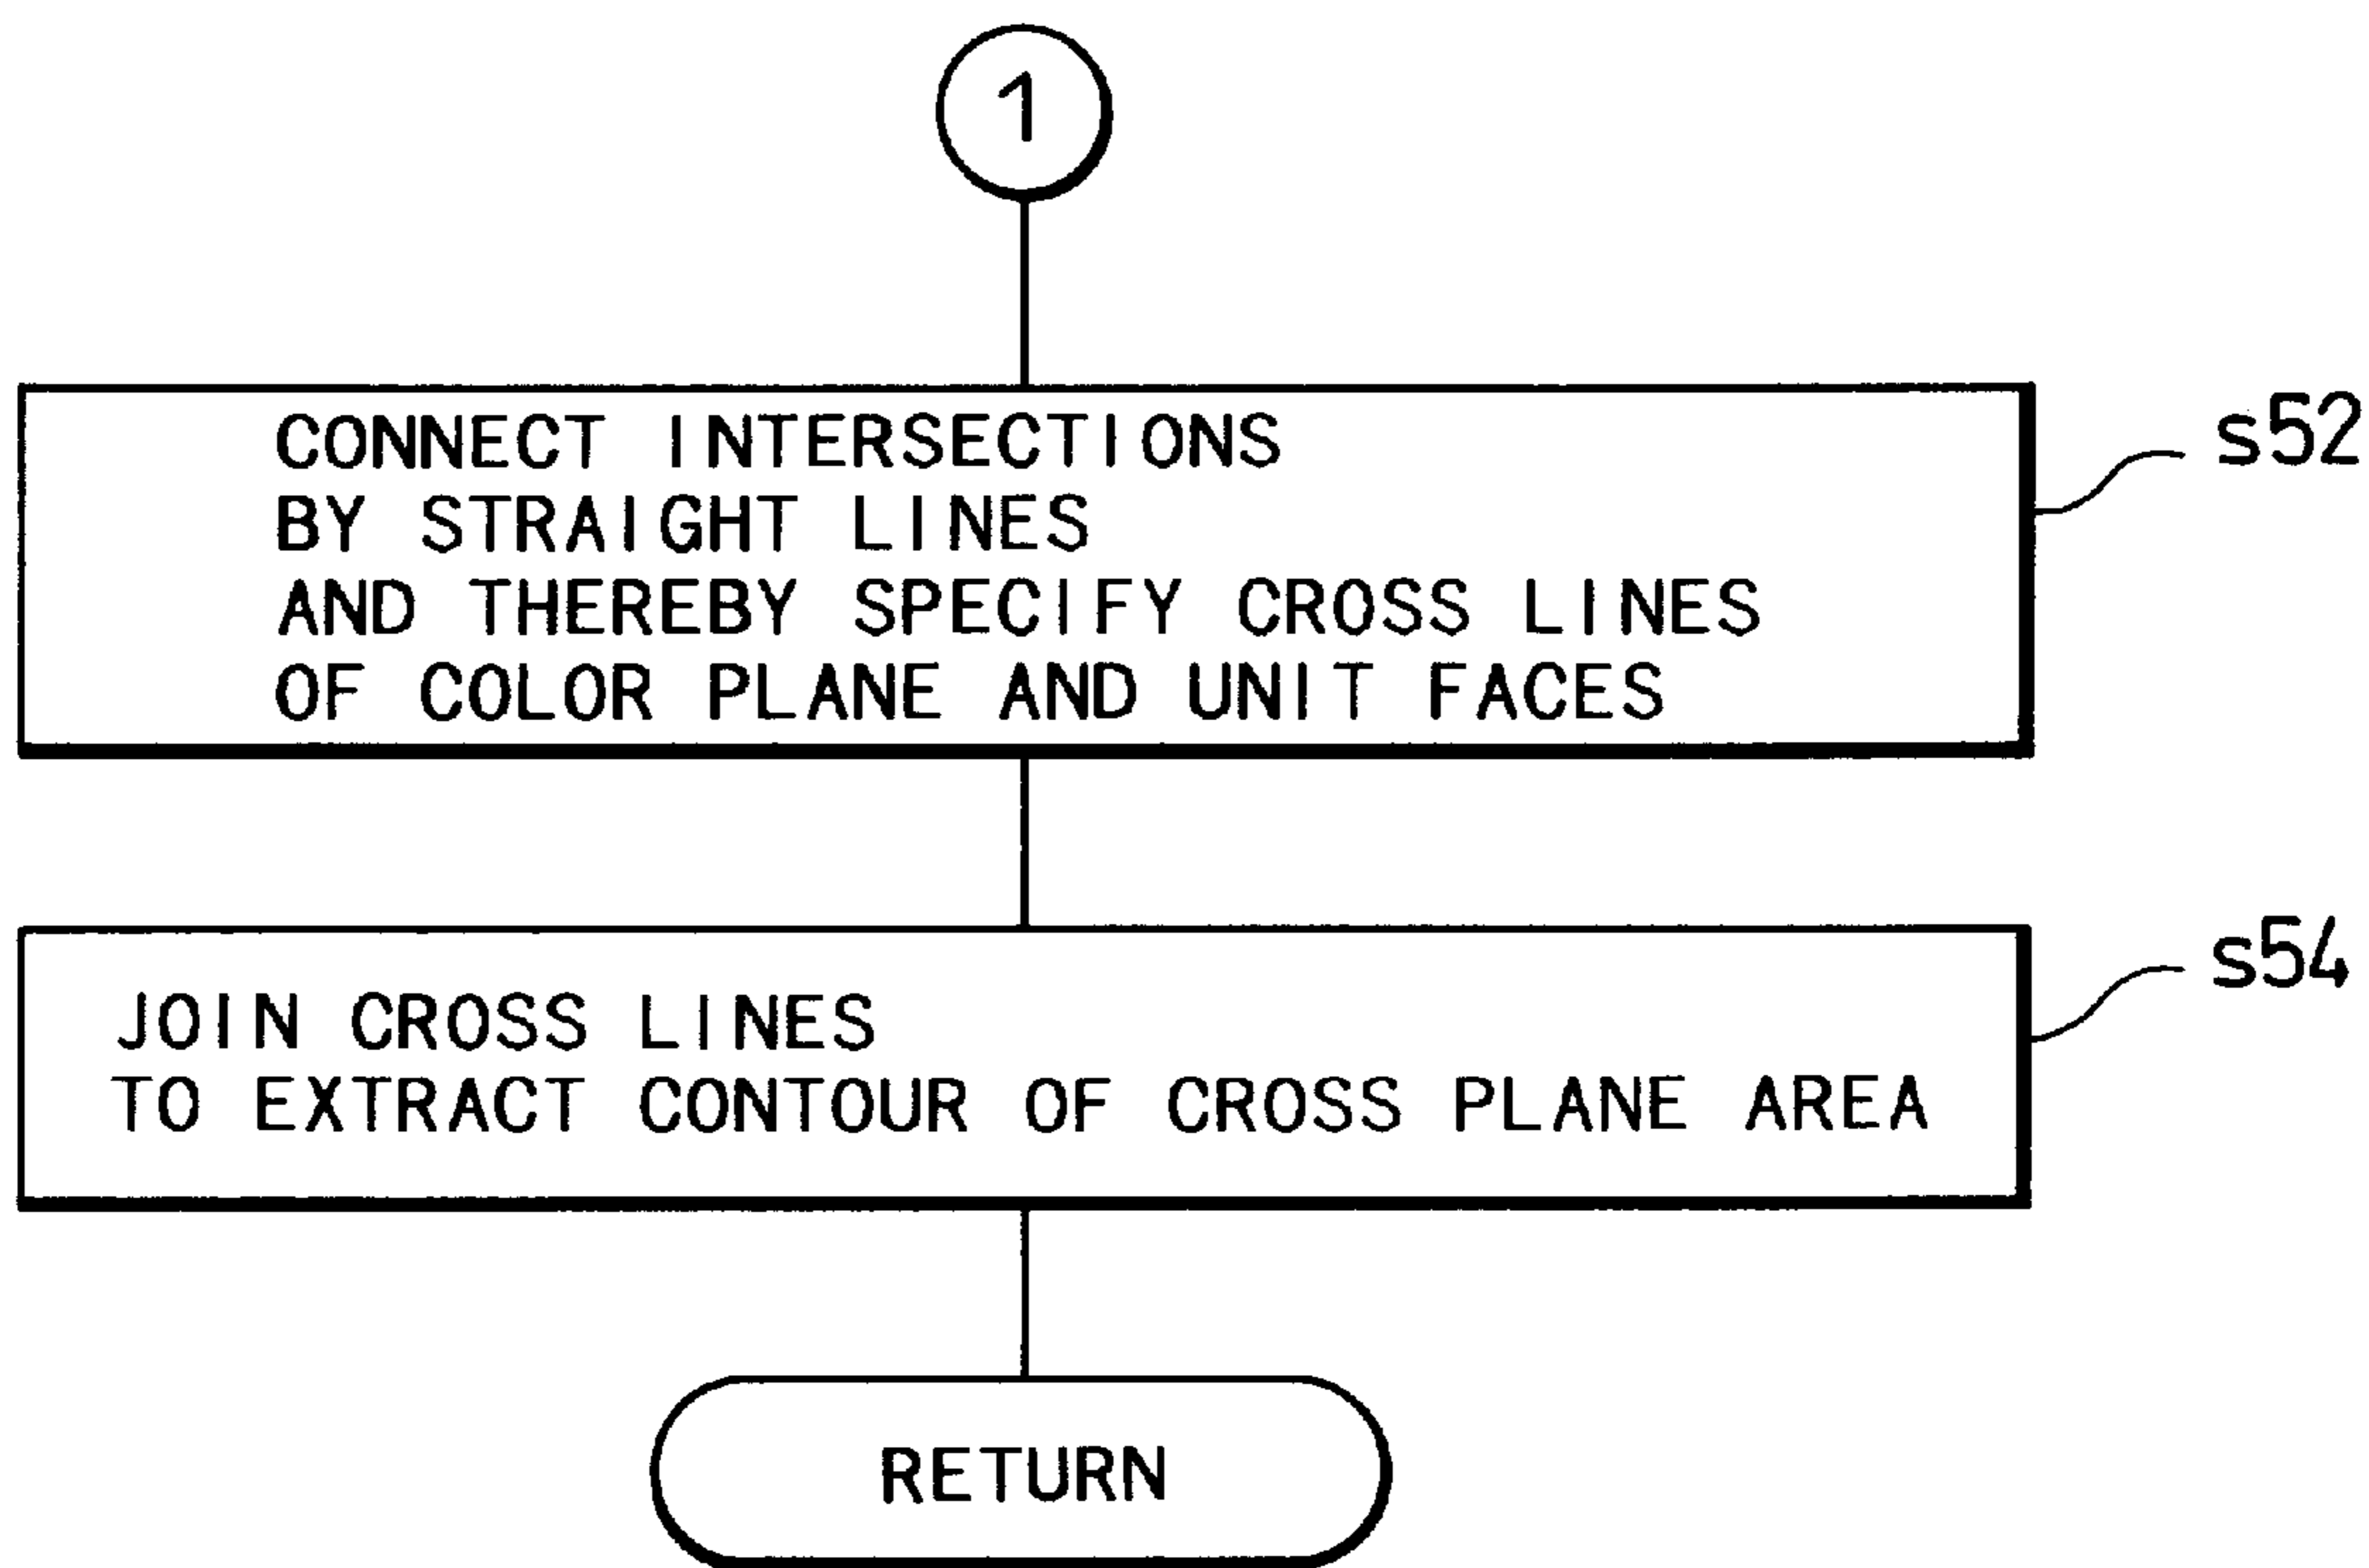 1
CONNECT INTERSECTIONS
BY STRAIGHT LINES
AND THEREBY SPECIFY CROSS LINES
OF COLOR PLANE AND UNIT FACES
s52
JOIN CROSS LINES
TO EXTRACT CONTOUR OF CROSS PLANE AREA
s54
RETURN